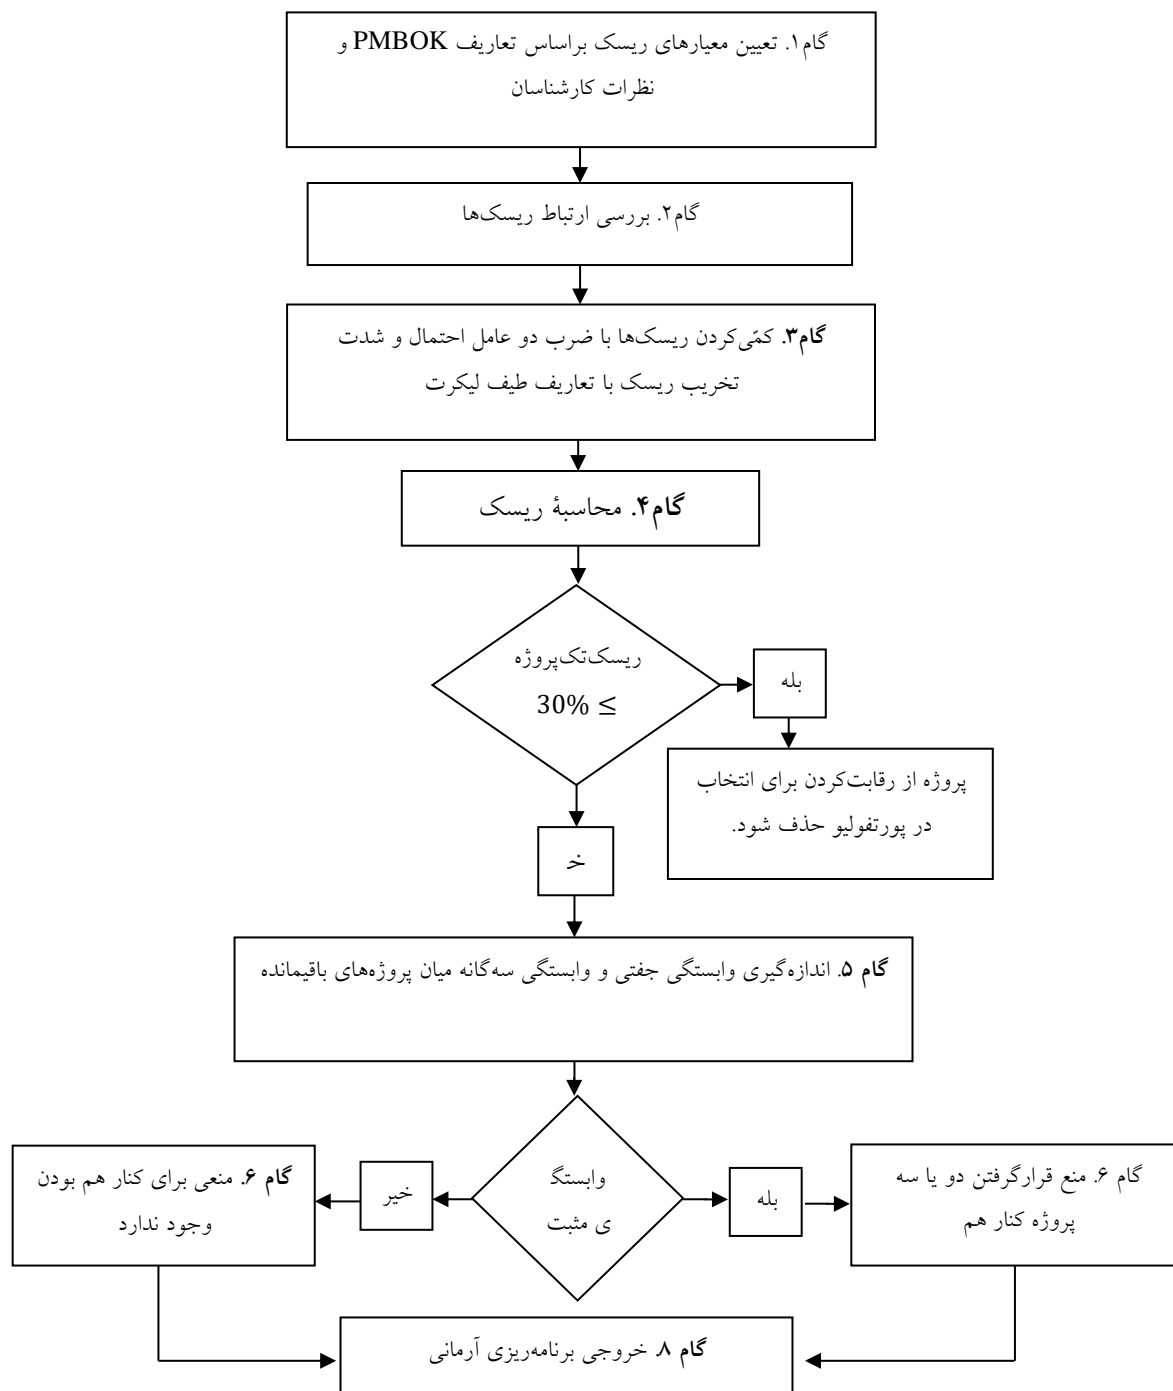 گام۱. تعیین معیارهای ریسک براساس تعاریف PMBOK و
نظرات کارشناسان
گام۲. بررسی ارتباط ریسک‌ها
گام۳. کمّی‌کردن ریسک‌ها با ضرب دو عامل احتمال و شدت
تخریب ریسک با تعاریف طیف لیکرت
گام۴. محاسبهٔ ریسک
ریسک‌تک‌پروژه
30% ≤
بله
پروژه از رقابت‌کردن برای انتخاب
در پورتفولیو حذف شود.
خ
گام ۵. اندازه‌گیری وابستگی جفتی و وابستگی سه‌گانه میان پروژه‌های باقیمانده
وابستگ
ی مثبت
بله
گام ۶. منع قرارگرفتن دو یا سه
پروژه کنار هم
خیر
گام ۶. منعی برای کنار هم بودن
وجود ندارد
گام ۸. خروجی برنامه‌ریزی آرمانی